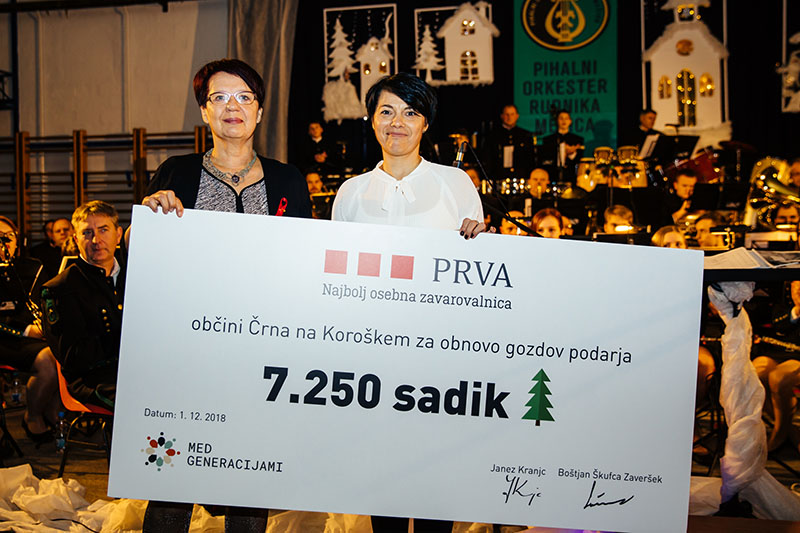 PIHALNI
ORKESTER
RUDNIKA
PRVA
Najbolj osebna zavarovalnica
občini Črna na Koroškem za obnovo gozdov podarja
7.250 sadik
Datum: 1. 12. 2018
MED
GENERACIJAMI
Janez Kranjc
Boštjan Škufca Zaveršek